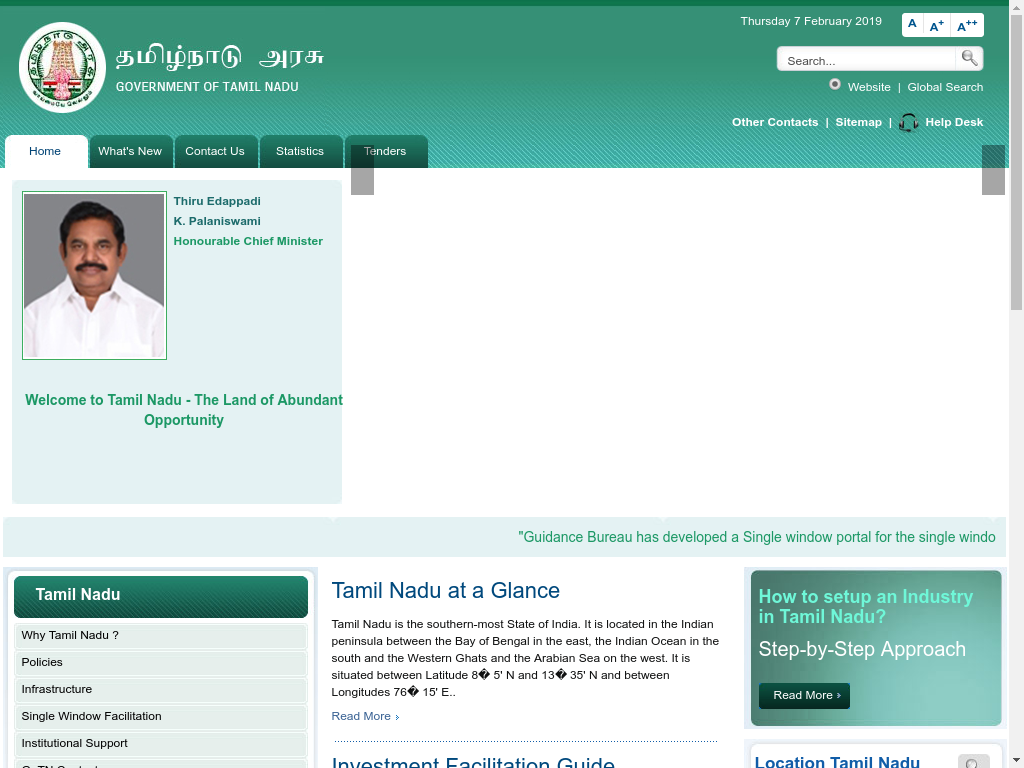 Thursday 7 February 2019
A A+ A++
தமிழ்நாடு அரசு
Search...
GOVERNMENT OF TAMIL NADU
Website | Global Search
Other Contacts | Sitemap | Help Desk
Home What's New Contact Us Statistics Tenders
Thiru Edappadi
K. Palaniswami
Honourable Chief Minister
Welcome to Tamil Nadu - The Land of Abundant
Opportunity
"Guidance Bureau has developed a Single window portal for the single windo
Tamil Nadu
Why Tamil Nadu ?
Policies
Infrastructure
Single Window Facilitation
Institutional Support
Tamil Nadu at a Glance
Tamil Nadu is the southern-most State of India. It is located in the Indian
peninsula between the Bay of Bengal in the east, the Indian Ocean in the
south and the Western Ghats and the Arabian Sea on the west. It is
situated between Latitude 8� 5' N and 13� 35' N and between
Longitudes 76� 15' E..
Read More
Investment Facilitation Guide
How to setup an Industry
in Tamil Nadu?
Step-by-Step Approach
Read More
Location Tamil Nadu